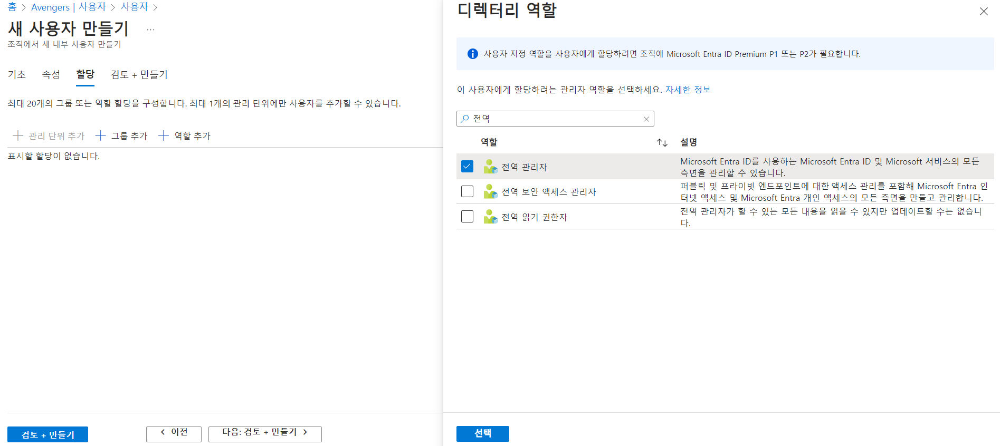 홈 > Avengers | 사용자 > 사용자 >
새 사용자 만들기 ...
조직에서 새 내부 사용자 만들기
기초 속성 할당 검토 + 만들기
최대 20개의 그룹 또는 역할 할당을 구성합니다. 최대 1개의 관리 단위에만 사용자를 추가할 수 있습니다.
관리 단위 추가 그룹 추가 역할 추가
표시할 할당이 없습니다.
검토 + 만들기 < 이전 다음: 검토 + 만들기 >
디렉터리 역할
사용자 지정 역할을 사용자에게 할당하려면 조직에 Microsoft Entra ID Premium P1 또는 P2가 필요합니다.
이 사용자에게 할당하려는 관리자 역할을 선택하세요. 자세한 정보
전역
역할 설명
전역 관리자
Microsoft Entra ID를 사용하는 Microsoft Entra ID 및 Microsoft 서비스의 모든
측면을 관리할 수 있습니다.
전역 보안 액세스 관리자
퍼블릭 및 프라이빗 엔드포인트에 대한 액세스 관리를 포함해 Microsoft Entra 인
터넷 액세스 및 Microsoft Entra 개인 액세스의 모든 측면을 만들고 관리합니다.
전역 읽기 권한자
전역 관리자가 할 수 있는 모든 내용을 읽을 수 있지만 업데이트할 수는 없습니
다.
선택